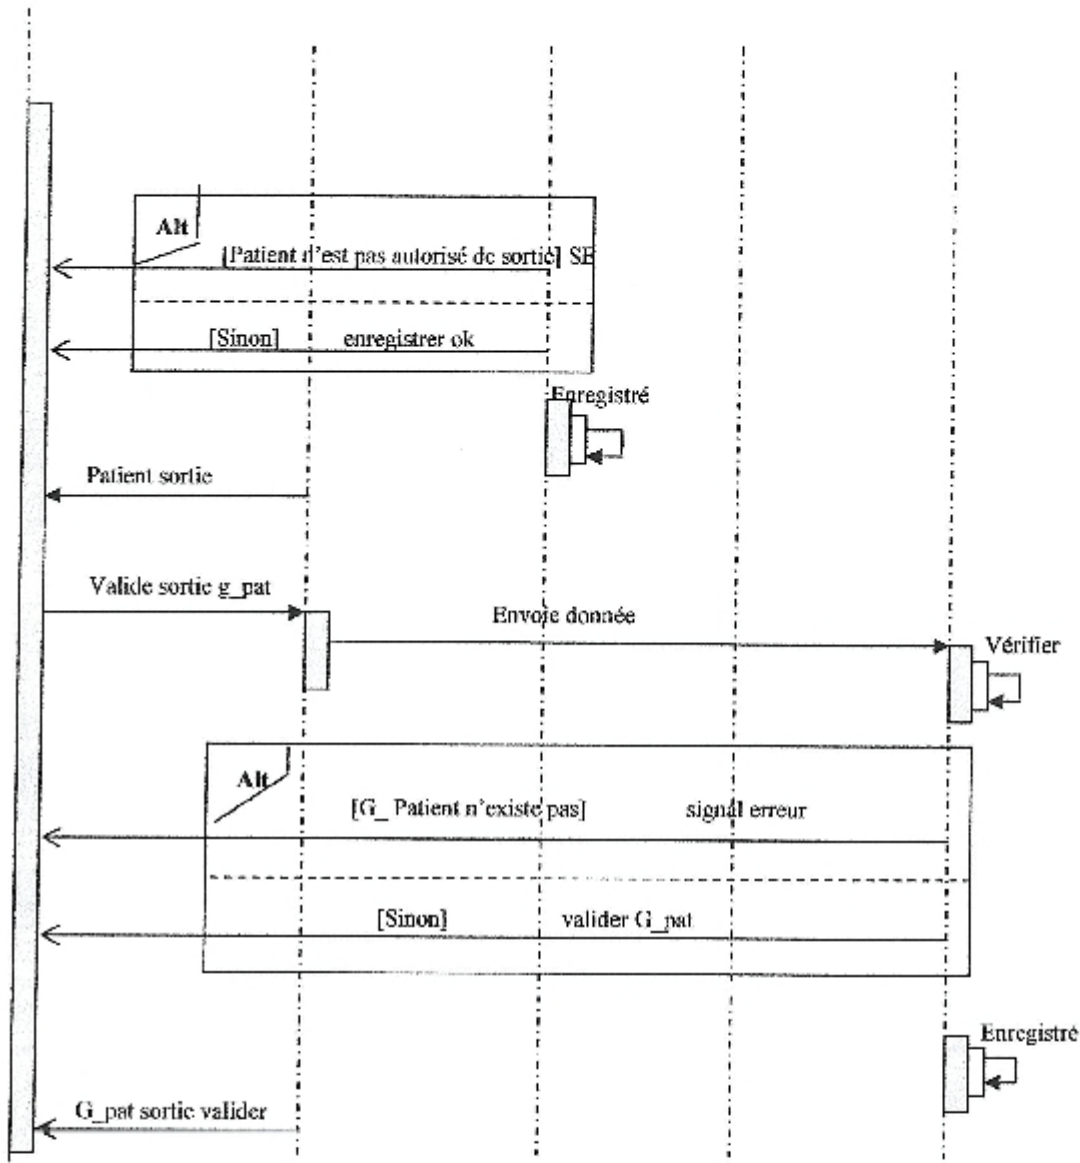 Alt
[Patient n'est pas autorisé de sortie] SE
[Sinon] enregistrer ok
Enregistré
Patient sortie
Valide sortie g_pat
Envoie donnée
Vérifier
Alt
[G_ Patient n'existe pas] signal erreur
[Sinon] valider G_pat
Enregistré
G_pat sortie valider